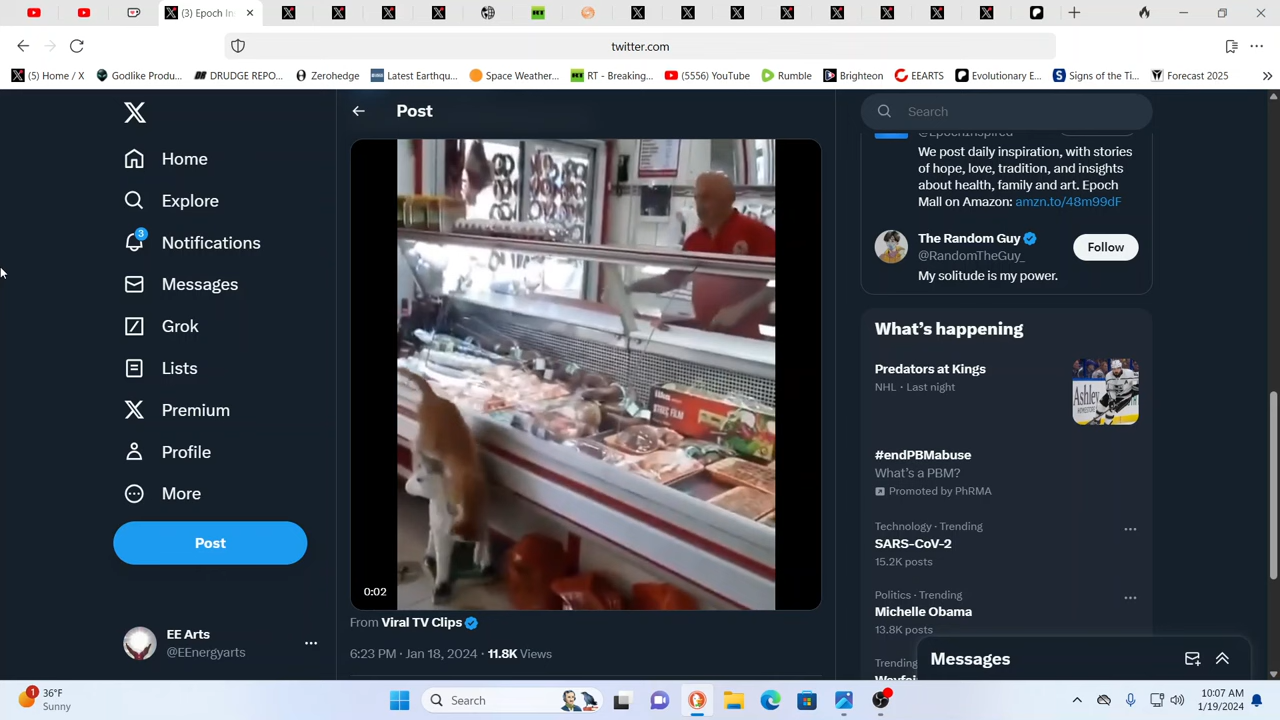 (3) Epoch In
twitter.com
(5) Home / X
Godlike Produ...
DRUDGE REPO...
Zerohedge
Latest Earthqu...
Space Weather...
RT - Breaking...
(5556) YouTube
Rumble
Brighteon
EEARTS
Evolutionary E...
Signs of the Ti...
Forecast 2025
Home
Explore
3
Notifications
Messages
Grok
Lists
Premium
Profile
More
Post
EE Arts
@EEnergyarts
Post
0:02
From Viral TV Clips
6:23 PM · Jan 18, 2024 · 11.8K Views
Search
@EpochInspired
We post daily inspiration, with stories
of hope, love, tradition, and insights
about health, family and art. Epoch
Mall on Amazon: amzn.to/48m99dF
The Random Guy
@RandomTheGuy_
Follow
My solitude is my power.
What's happening
Predators at Kings
NHL · Last night
#endPBMabuse
What's a PBM?
Promoted by PhRMA
Technology · Trending
SARS-CoV-2
15.2K posts
Politics · Trending
Michelle Obama
13.8K posts
Trending
Messages
1
36°F
Sunny
Search
10:07 AM
1/19/2024